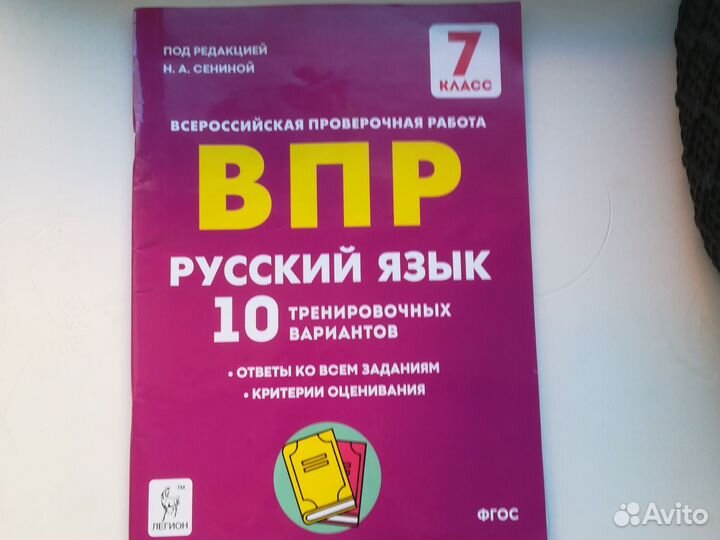 ПОД РЕДАКЦИЕЙ
Н. А. СЕНИНОЙ
7
КЛАСС
ВСЕРОССИЙСКАЯ ПРОВЕРОЧНАЯ РАБОТА
ВПР
РУССКИЙ ЯЗЫК
10 ТРЕНИРОВОЧНЫХ
ВАРИАНТОВ
• ОТВЕТЫ КО ВСЕМ ЗАДАНИЯМ
• КРИТЕРИИ ОЦЕНИВАНИЯ
TM
ЛЕГИОН
ФГОС
Avito